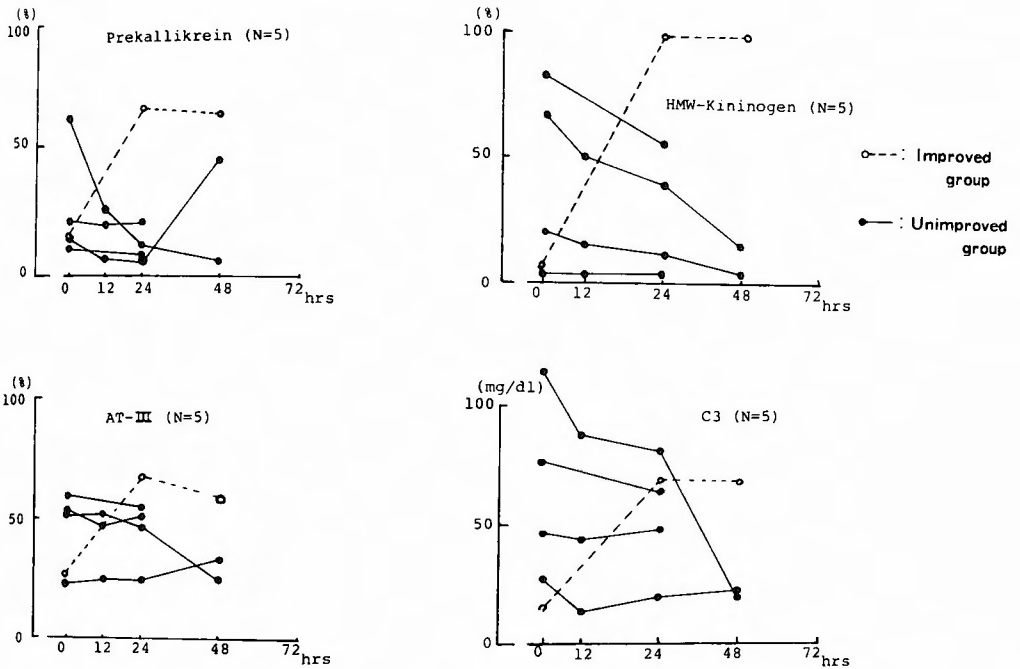 (%)
100
50
0
Prekallikrein (N=5)
0 12 24 48 72 hrs
100
50
0
HMW-Kininogen (N=5)
0 12 24 48 72 hrs
: Improved
group
: Unimproved
group
(%)
100
50
0
AT-III (N=5)
0 12 24 48 72 hrs
(mg/dl)
100
50
0
C3 (N=5)
0 12 24 48 72 hrs